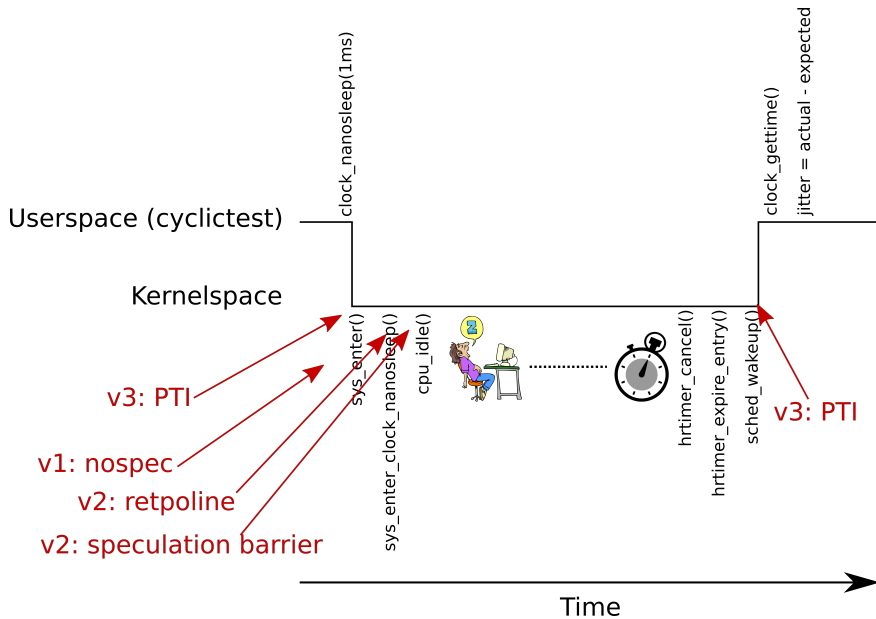 clock_nanosleep(1ms)
clock_gettime()
jitter = actual - expected
Userspace (cyclictest)
Kernelspace
sys_enter()
sys_enter_clock_nanosleep()
cpu_idle()
Z
hrtimer_cancel()
hrtimer_expire_entry()
sched_wakeup()
v3: PTI
v3: PTI
v1: nospec
v2: retpoline
v2: speculation barrier
Time